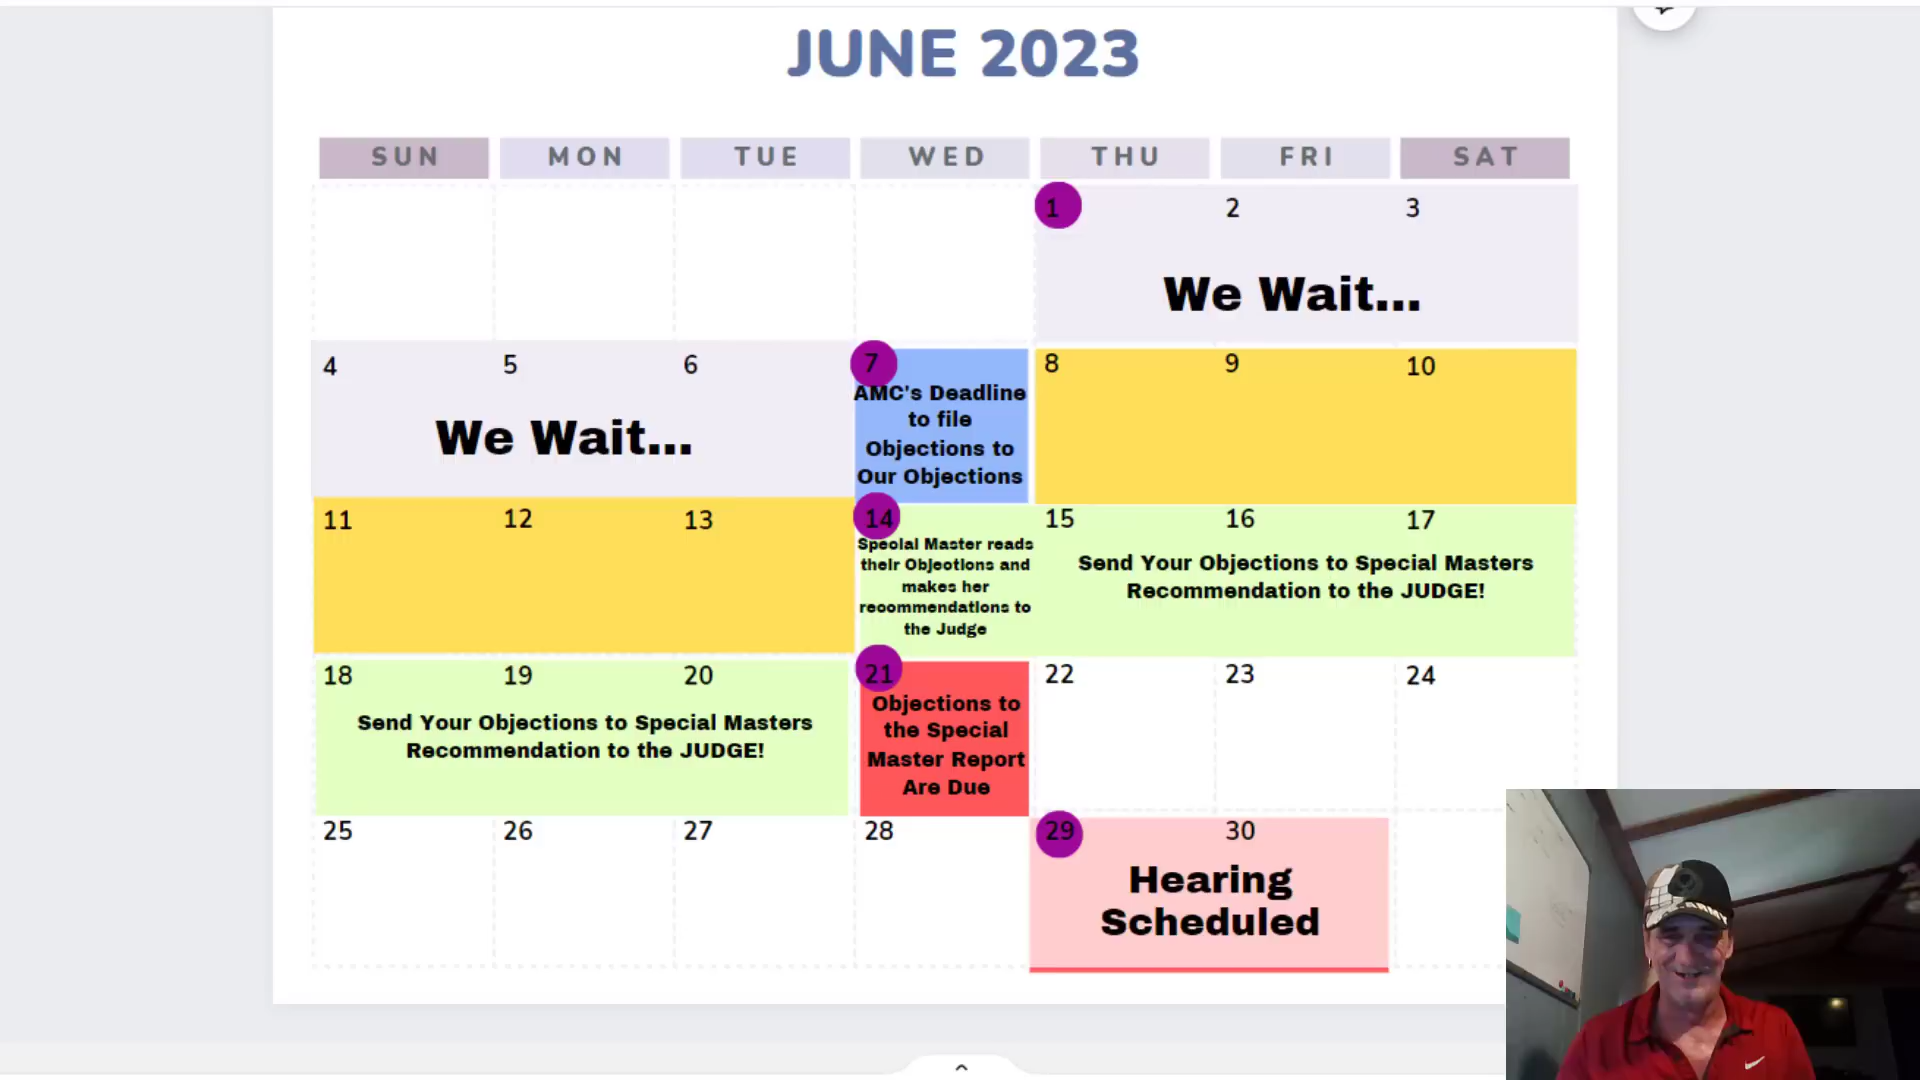 JUNE 2023
SUN MON TUE WED THU FRI SAT
1 2 3
We Wait...
4 5 6 7 8 9 10
We Wait...
AMC's Deadline
to file
Objections to
Our Objections
11 12 13 14 15 16 17
Special Master reads
their Objections and
makes her
recommendations to
the Judge
Send Your Objections to Special Masters
Recommendation to the JUDGE!
18 19 20 21 22 23 24
Send Your Objections to Special Masters
Recommendation to the JUDGE!
Objections to
the Special
Master Report
Are Due
25 26 27 28 29 30
Hearing
Scheduled